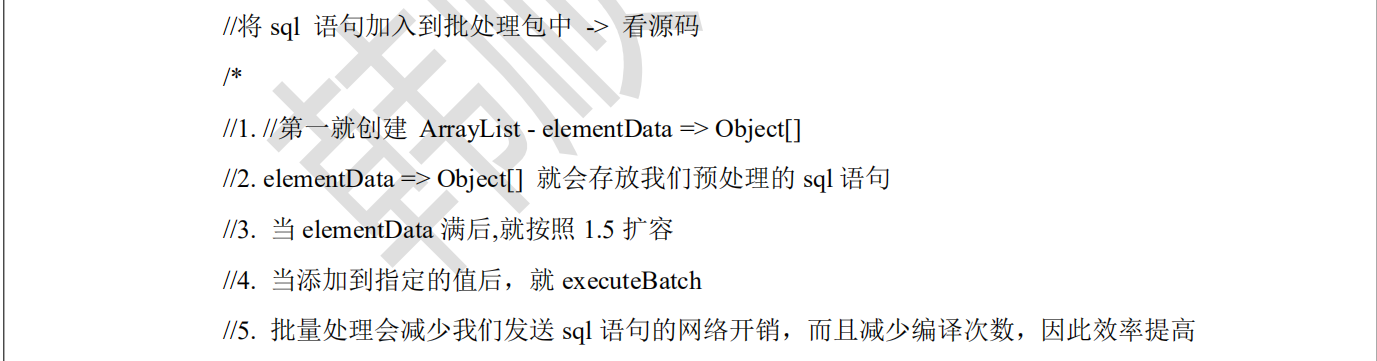 //将 sql 语句加入到批处理包中 -> 看源码
/*
//1. //第一就创建 ArrayList - elementData => Object[]
//2. elementData => Object[] 就会存放我们预处理的 sql 语句
//3. 当 elementData 满后,就按照 1.5 扩容
//4. 当添加到指定的值后，就 executeBatch
//5. 批量处理会减少我们发送 sql 语句的网络开销，而且减少编译次数，因此效率提高
韩顺